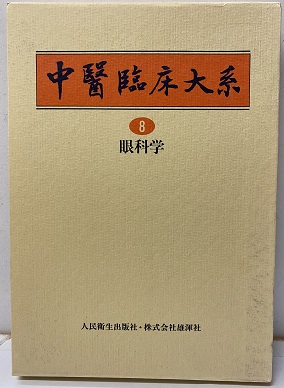 中醫臨床大系
8
眼科学
人民衛生出版社・株式会社雄渾社